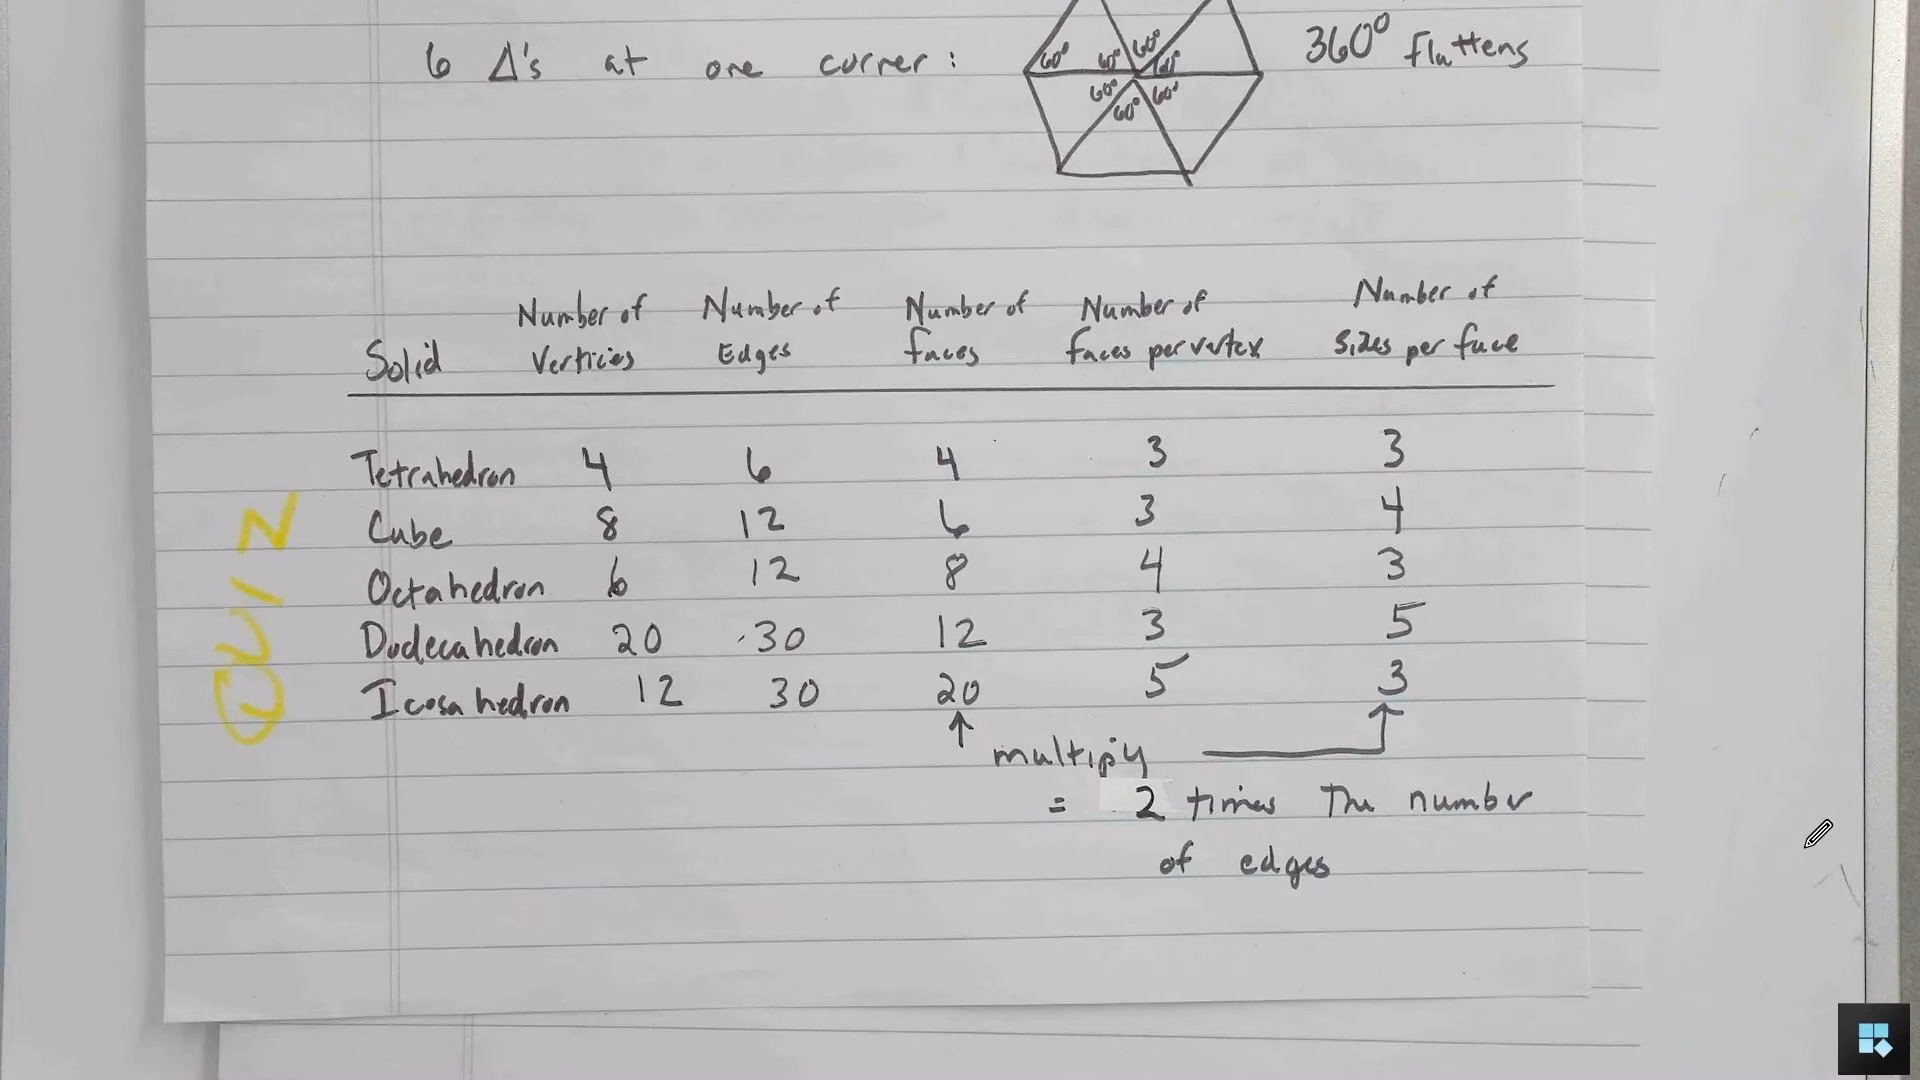 6 Δ's at one corner: 360° flattens
60° 60° 60° 60°
60° 60° 60°
Number of Number of Number of Number of Number of
Solid Verticies Edges faces faces per vertex sides per face
Tetrahedron 4 6 4 3 3
Cube 8 12 6 3 4
Octahedron 6 12 8 4 3
Dodecahedron 20 30 12 3 5
Icosahedron 12 30 20 5 3
QUIZ
multiply
= 2 times The number
of edges